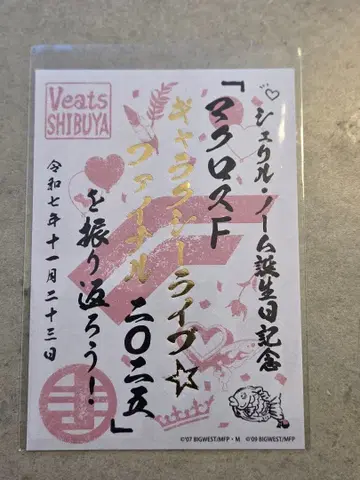 Veats
SHIBUYA
シェリル・ノーム誕生日記念
「マクロスF
ギャラクシーライブ☆
ファイナル 二〇二五」
を振り返ろう!
令和七年十一月二十三日
©'07 BIGWEST/MFP・M ©'09 BIGWEST/MFP